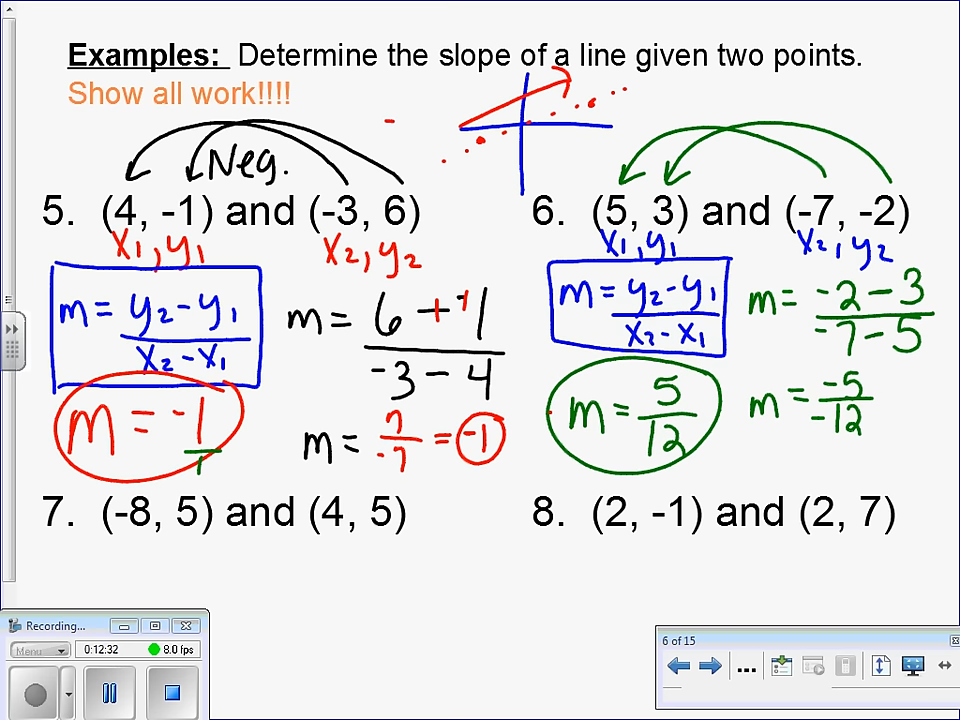 Examples: Determine the slope of a line given two points.
Show all work!!!!
Neg.
5. (4, -1) and (-3, 6)
x1, y1 x2, y2
m = y2 - y1 / x2 - x1
m = 6 + +1 / -3 - 4
m = 7/-7 = -1
m = -1/1
6. (5, 3) and (-7, -2)
x1, y1 x2, y2
m = y2 - y1 / x2 - x1
m = -2 - 3 / -7 - 5
m = -5/-12
m = 5/12
7. (-8, 5) and (4, 5)
8. (2, -1) and (2, 7)
Recording...
Menu 0:12:32 8.0 fps
6 of 15
...